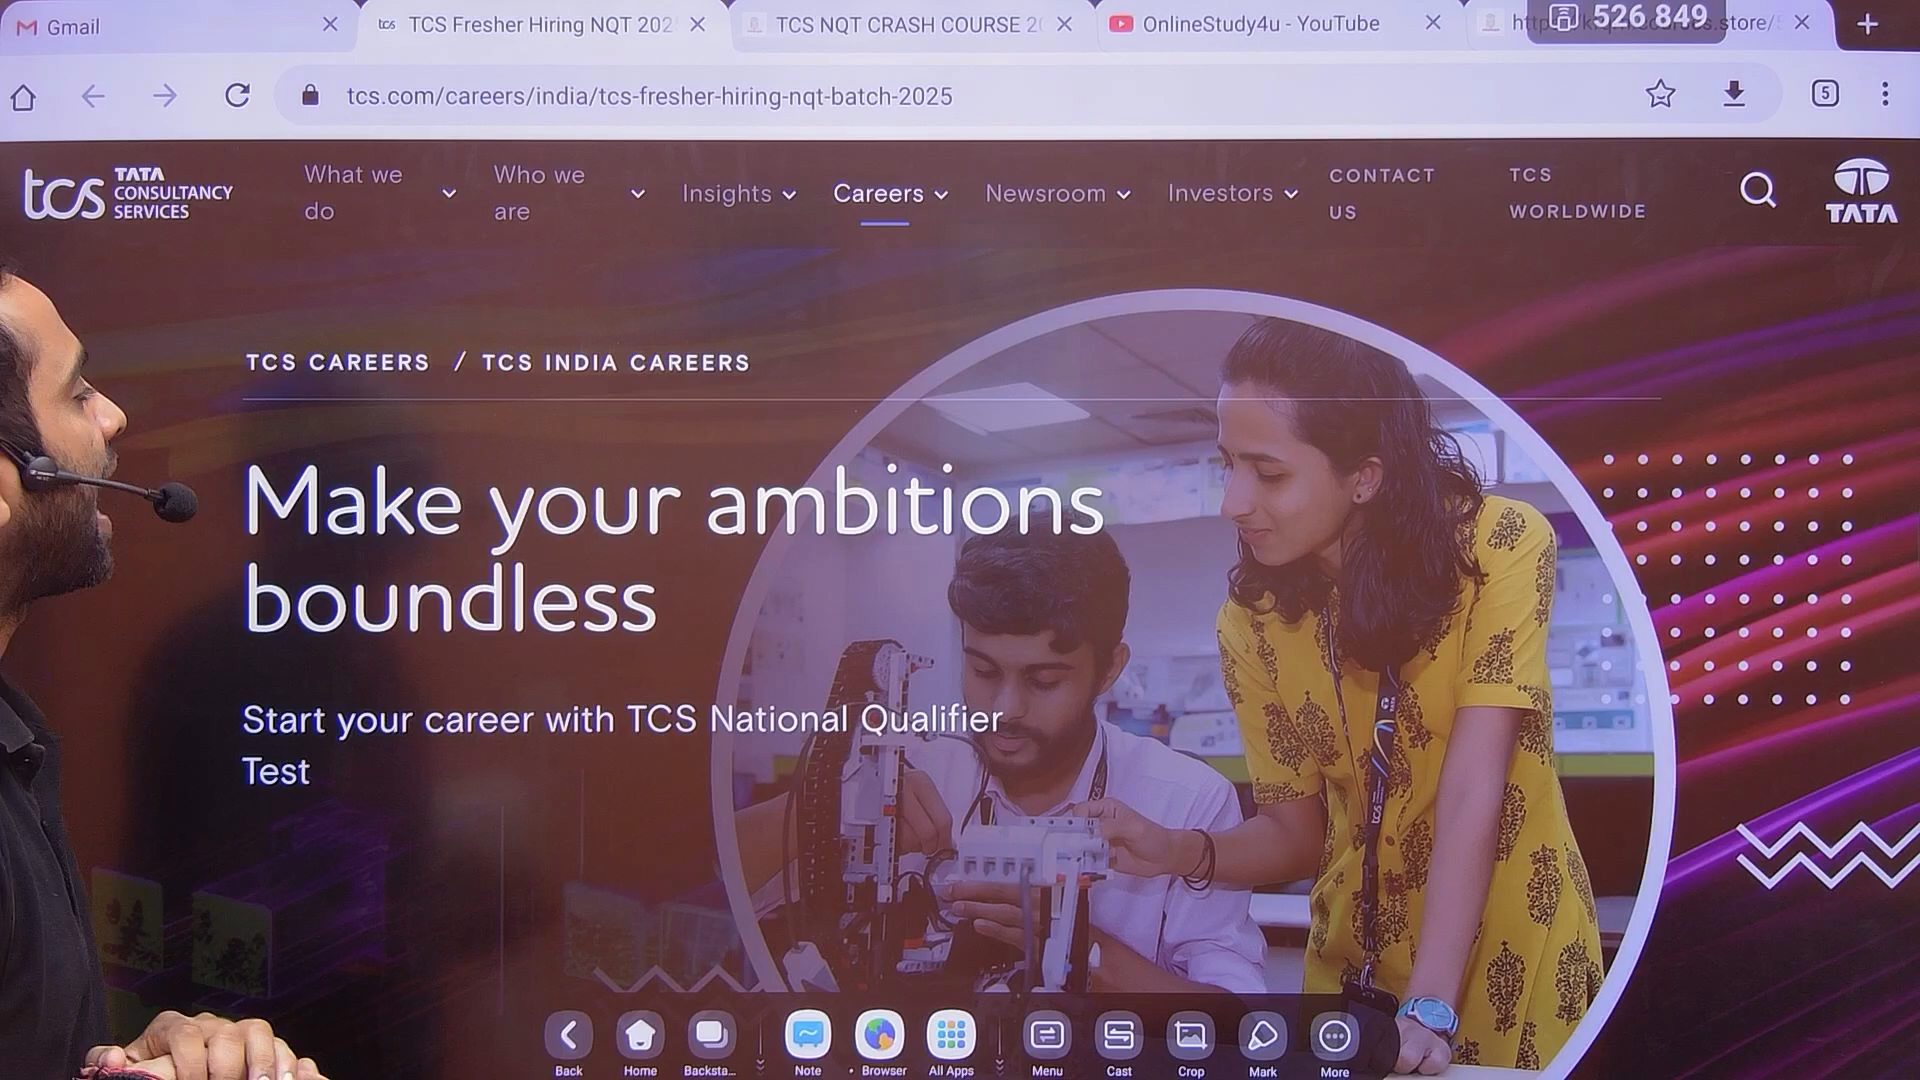 Gmail
TCS Fresher Hiring NQT 202
TCS NQT CRASH COURSE 2
OnlineStudy4u - YouTube
526 849
tcs.com/careers/india/tcs-fresher-hiring-nqt-batch-2025
5
tcs TATA CONSULTANCY SERVICES
What we do
Who we are
Insights
Careers
Newsroom
Investors
CONTACT US
TCS WORLDWIDE
TATA
TCS CAREERS / TCS INDIA CAREERS
Make your ambitions
boundless
Start your career with TCS National Qualifier
Test
Back
Home
Backsta...
Note
Browser
All Apps
Menu
Cast
Crop
Mark
More